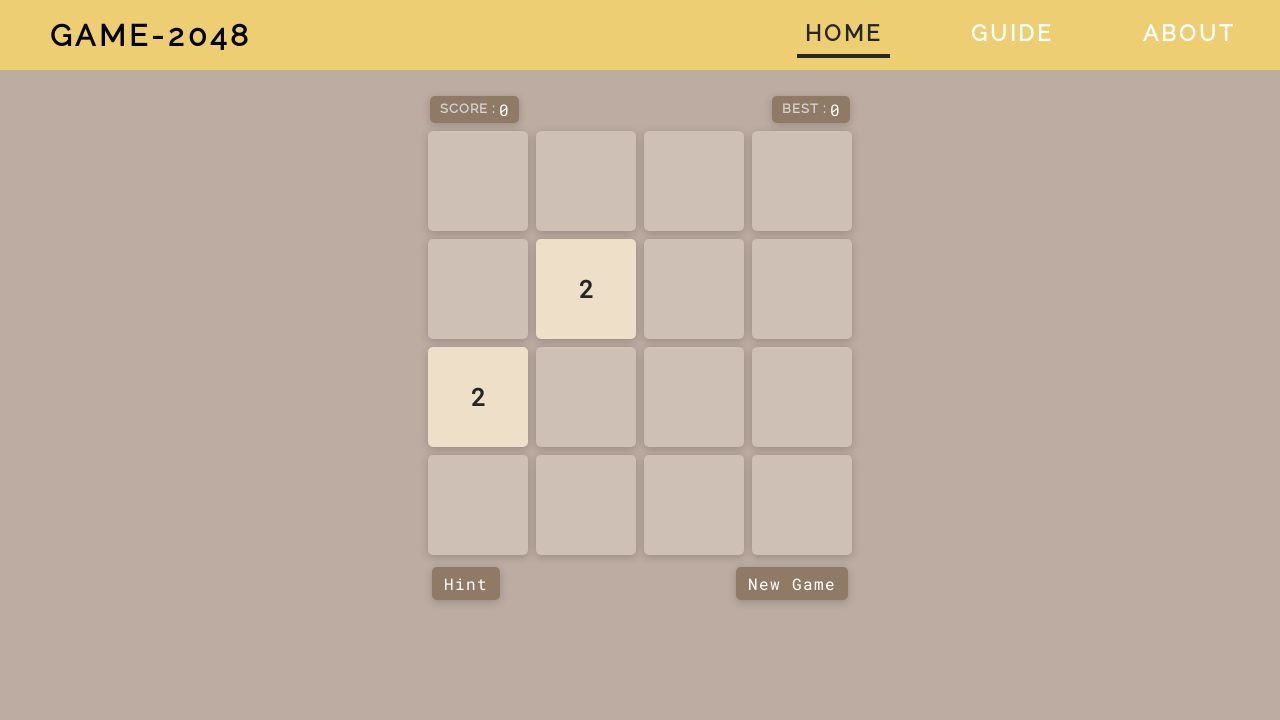 GAME-2048
HOME GUIDE ABOUT
SCORE : 0
BEST : 0
2
2
Hint
New Game